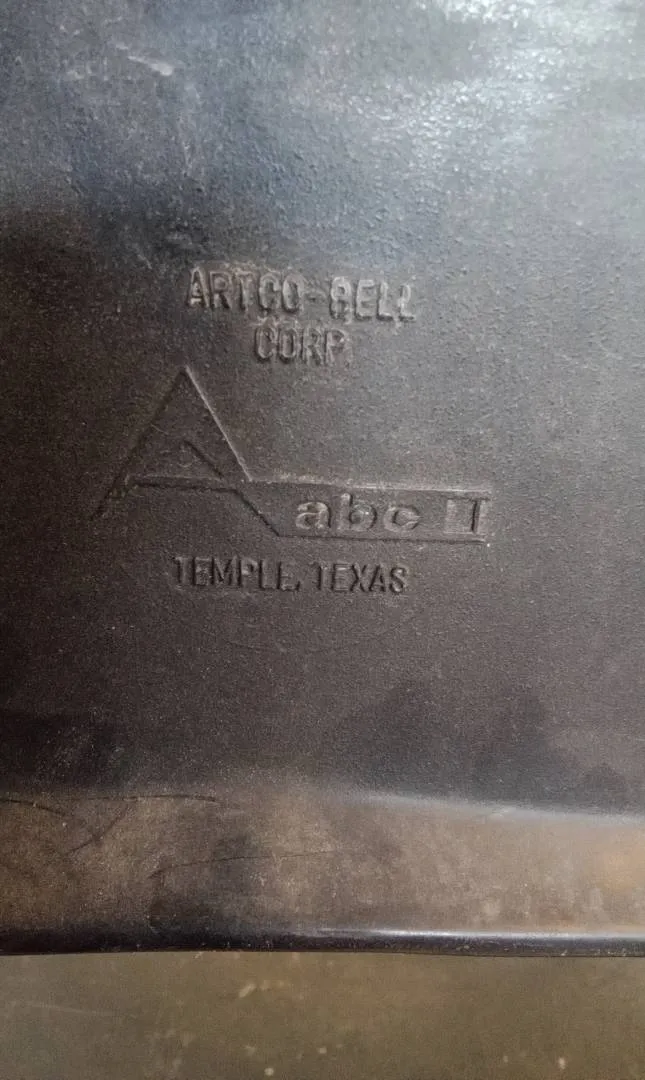 ARTCO-BELL
CORP.
A abc II
TEMPLE, TEXAS